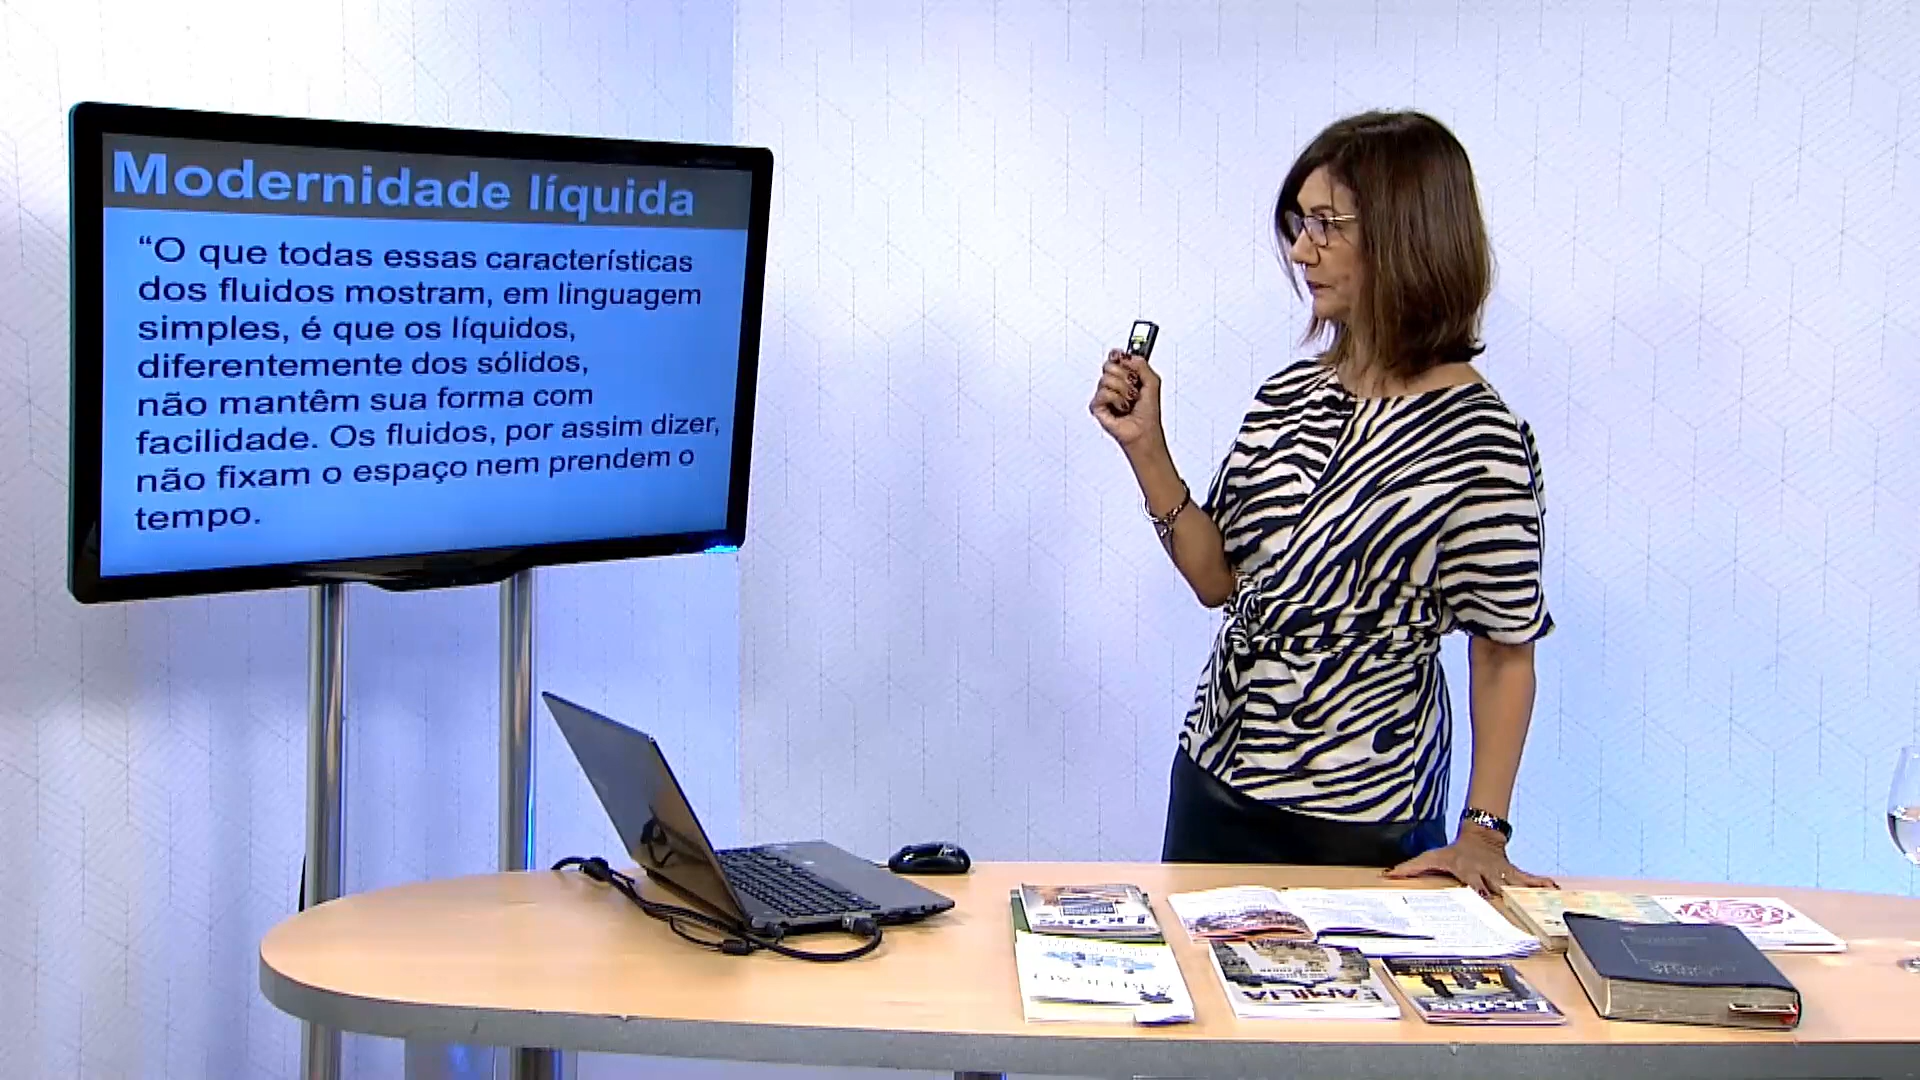 Modernidade líquida
“O que todas essas características
dos fluidos mostram, em linguagem
simples, é que os líquidos,
diferentemente dos sólidos,
não mantêm sua forma com
facilidade. Os fluidos, por assim dizer,
não fixam o espaço nem prendem o
tempo.
FAMÍLIA